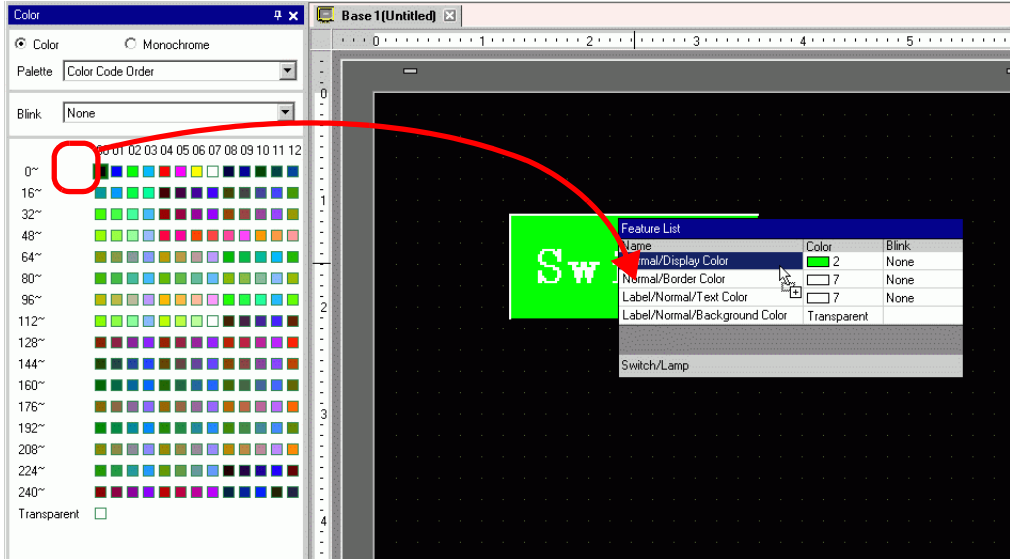 Color
Base 1(Untitled)
Color Monochrome
0 1 2 3 4 5
Palette Color Code Order
Blink None
0
01 02 03 04 05 06 07 08 09 10 11 12
0~
16~
1
32~
48~
Feature List
Color Blink
64~
Normal/Display Color 2 None
80~
Normal/Border Color 7 None
96~
Label/Normal/Text Color 7 None
2
112~
Label/Normal/Background Color Transparent
128~
144~
Switch/Lamp
160~
176~
3
192~
208~
224~
240~
Transparent
4